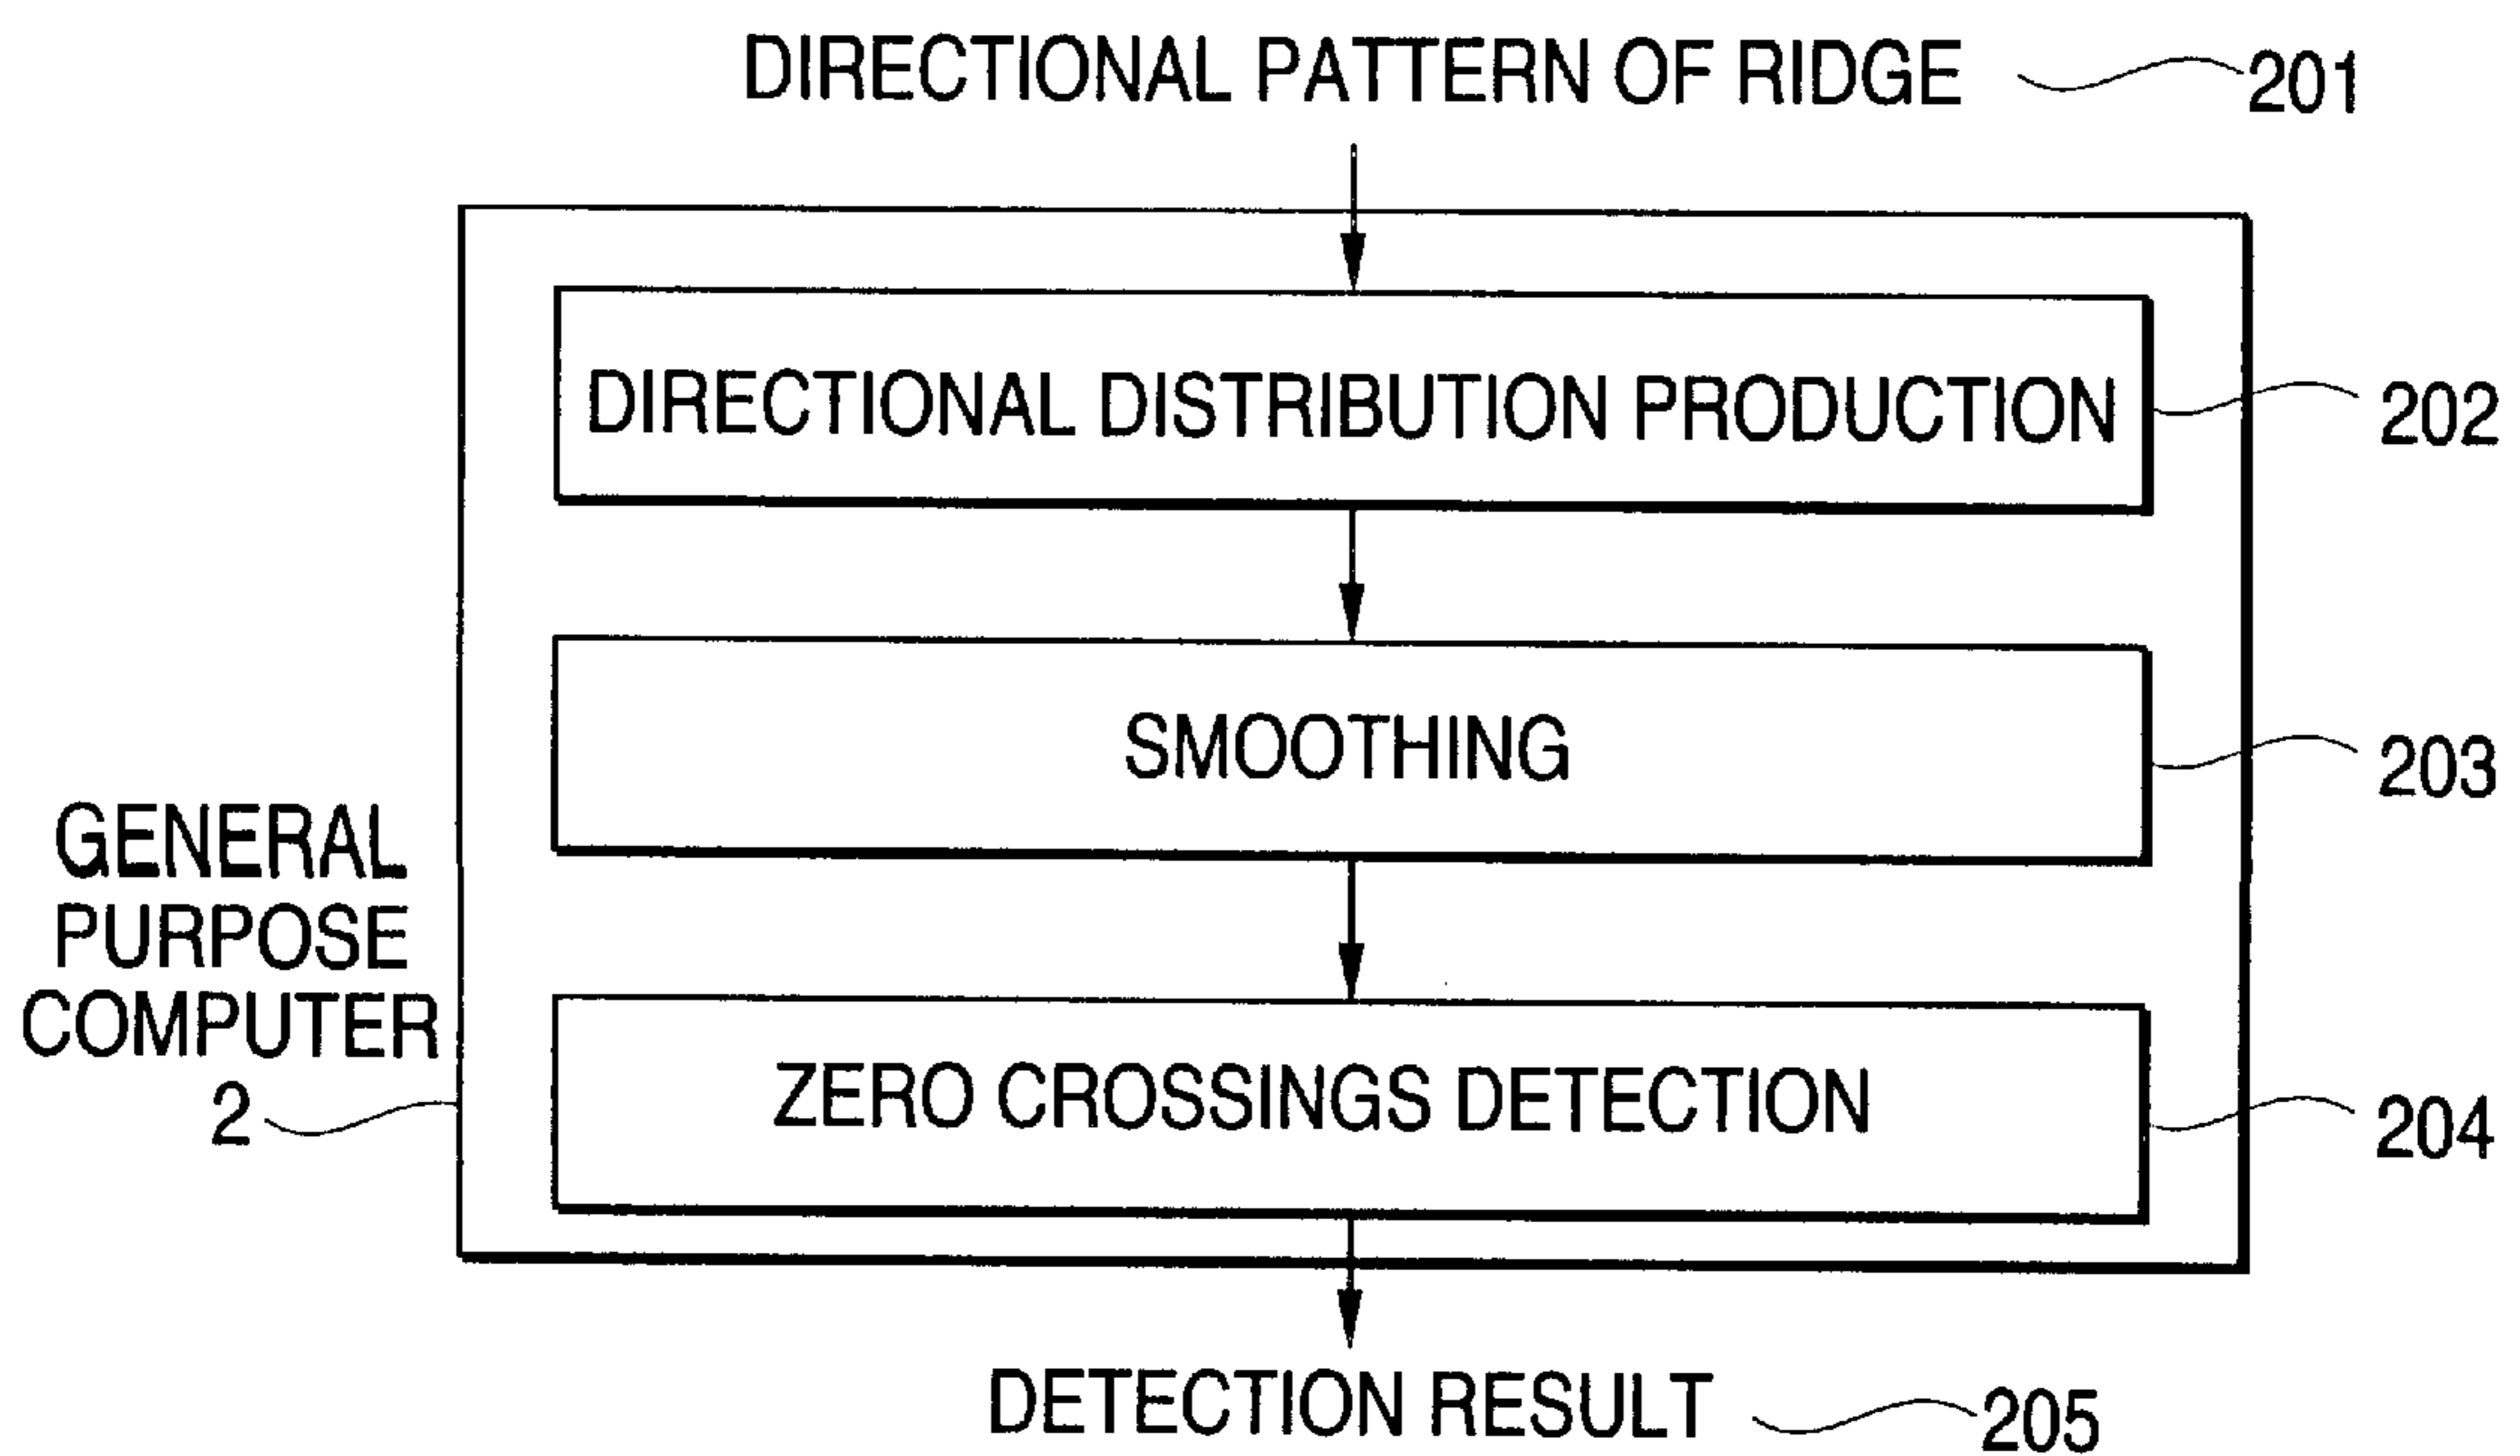 DIRECTIONAL PATTERN OF RIDGE 201
DIRECTIONAL DISTRIBUTION PRODUCTION 202
SMOOTHING 203
GENERAL
PURPOSE
COMPUTER
2
ZERO CROSSINGS DETECTION 204
DETECTION RESULT 205